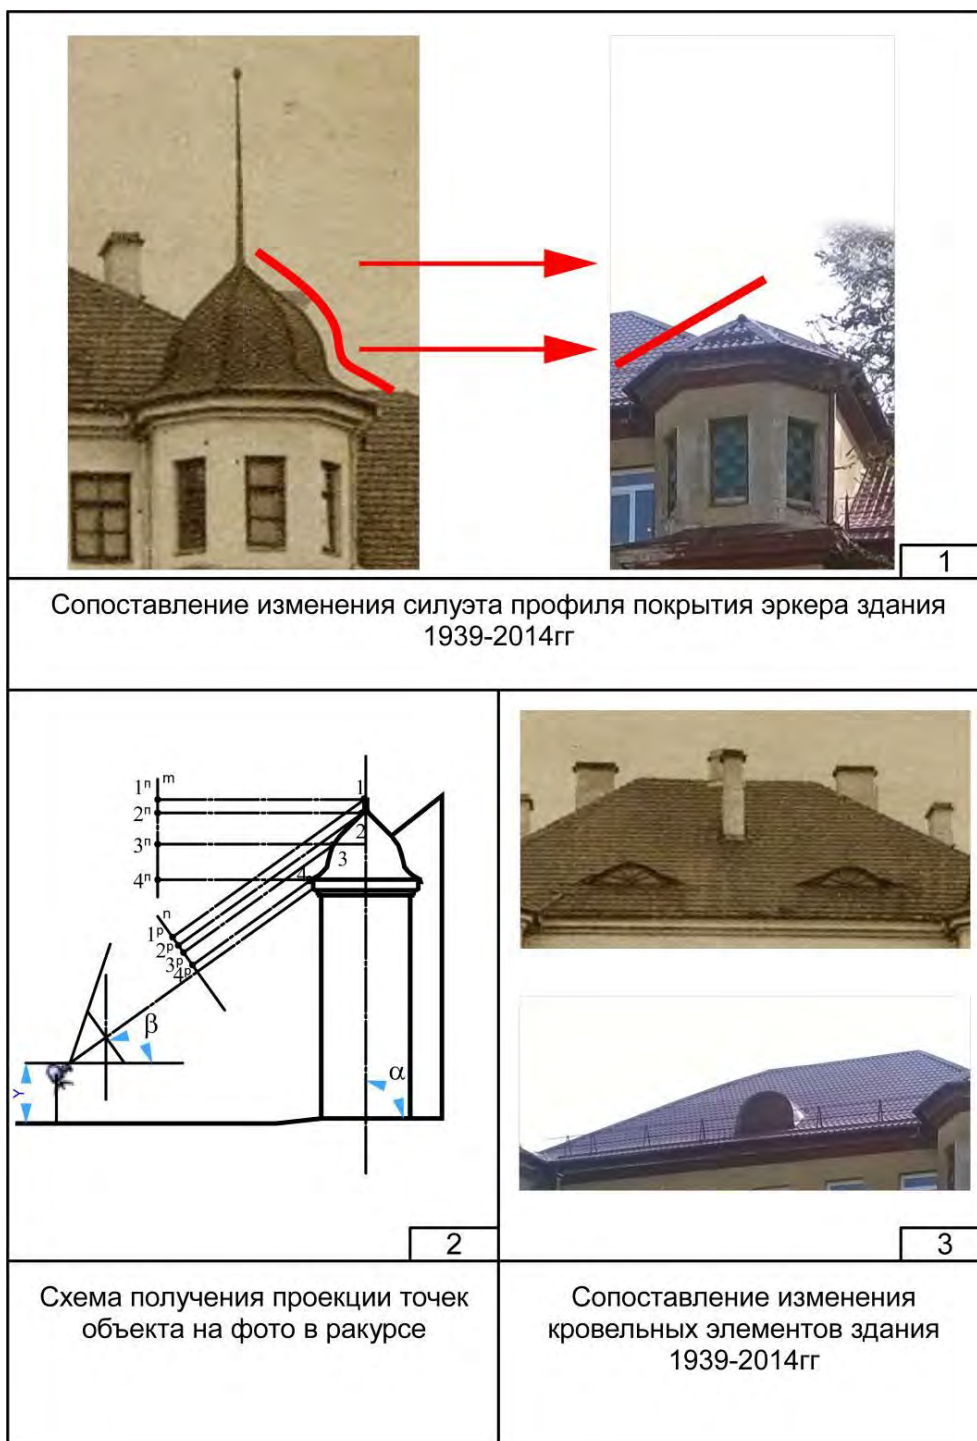 1
Сопоставление изменения силуэта профиля покрытия эркера здания
1939-2014гг
1ⁿ m
1
2ⁿ
2
3ⁿ
3
4ⁿ
4
n
1ᵖ
2ᵖ
3ᵖ
4ᵖ
β
α
Y
2
3
Схема получения проекции точек
объекта на фото в ракурсе
Сопоставление изменения
кровельных элементов здания
1939-2014гг